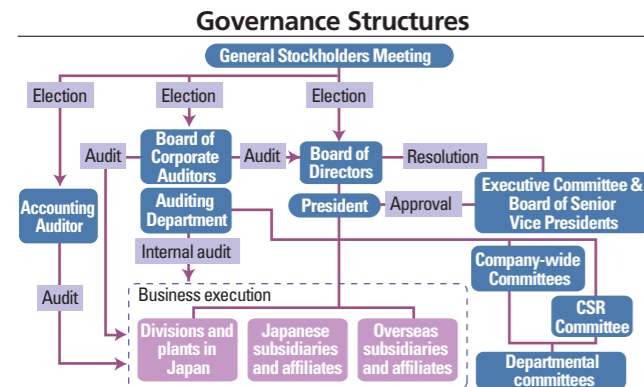 Governance Structures
General Stockholders Meeting
Election
Election
Election
Audit
Board of
Corporate
Auditors
Audit
Board of
Directors
Resolution
Accounting
Auditor
Auditing
Department
President
Approval
Executive Committee &
Board of Senior
Vice Presidents
Internal audit
Company-wide
Committees
Audit
Business execution
CSR
Committee
Divisions and
plants in
Japan
Japanese
subsidiaries
and affiliates
Overseas
subsidiaries
and affiliates
Departmental
committees